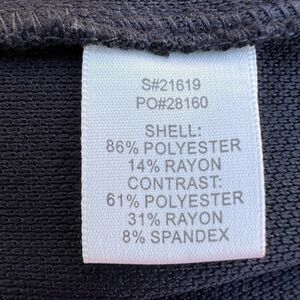 S#21619
PO#28160
SHELL:
86% POLYESTER
14% RAYON
CONTRAST:
61% POLYESTER
31% RAYON
8% SPANDEX